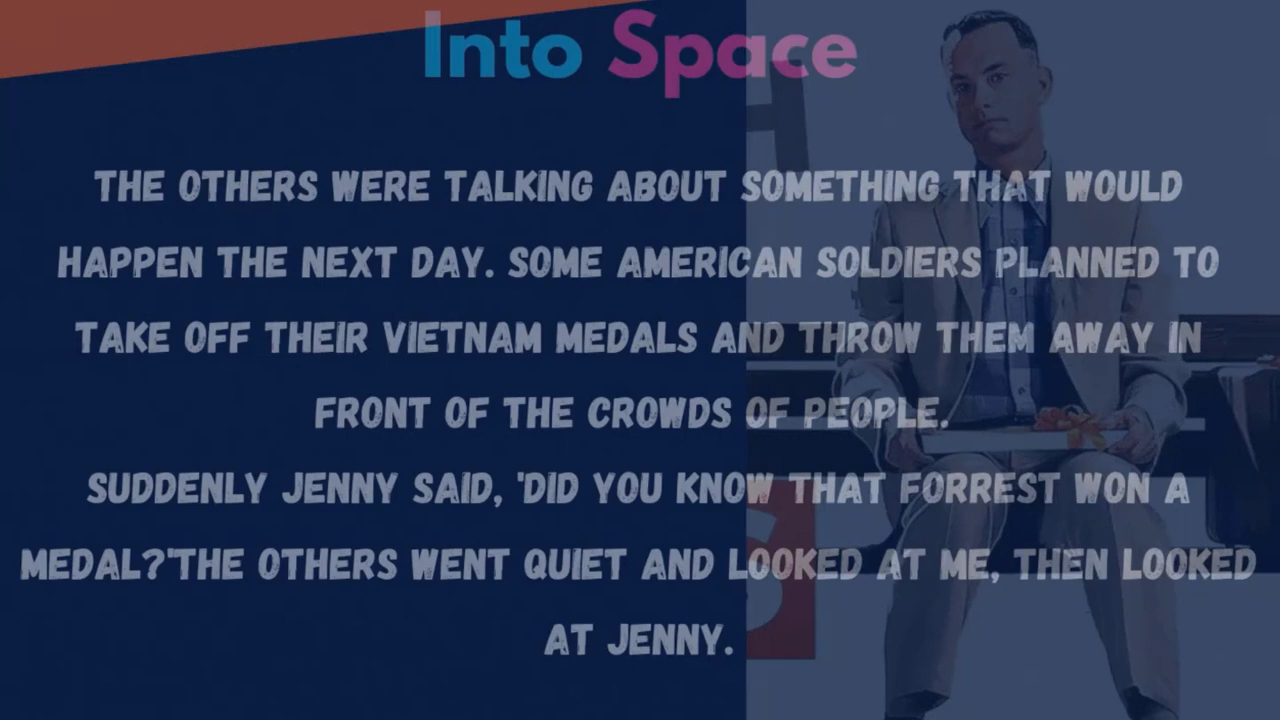 Into Space
THE OTHERS WERE TALKING ABOUT SOMETHING THAT WOULD
HAPPEN THE NEXT DAY. SOME AMERICAN SOLDIERS PLANNED TO
TAKE OFF THEIR VIETNAM MEDALS AND THROW THEM AWAY IN
FRONT OF THE CROWDS OF PEOPLE.
SUDDENLY JENNY SAID, 'DID YOU KNOW THAT FORREST WON A
MEDAL?'THE OTHERS WENT QUIET AND LOOKED AT ME, THEN LOOKED
AT JENNY.